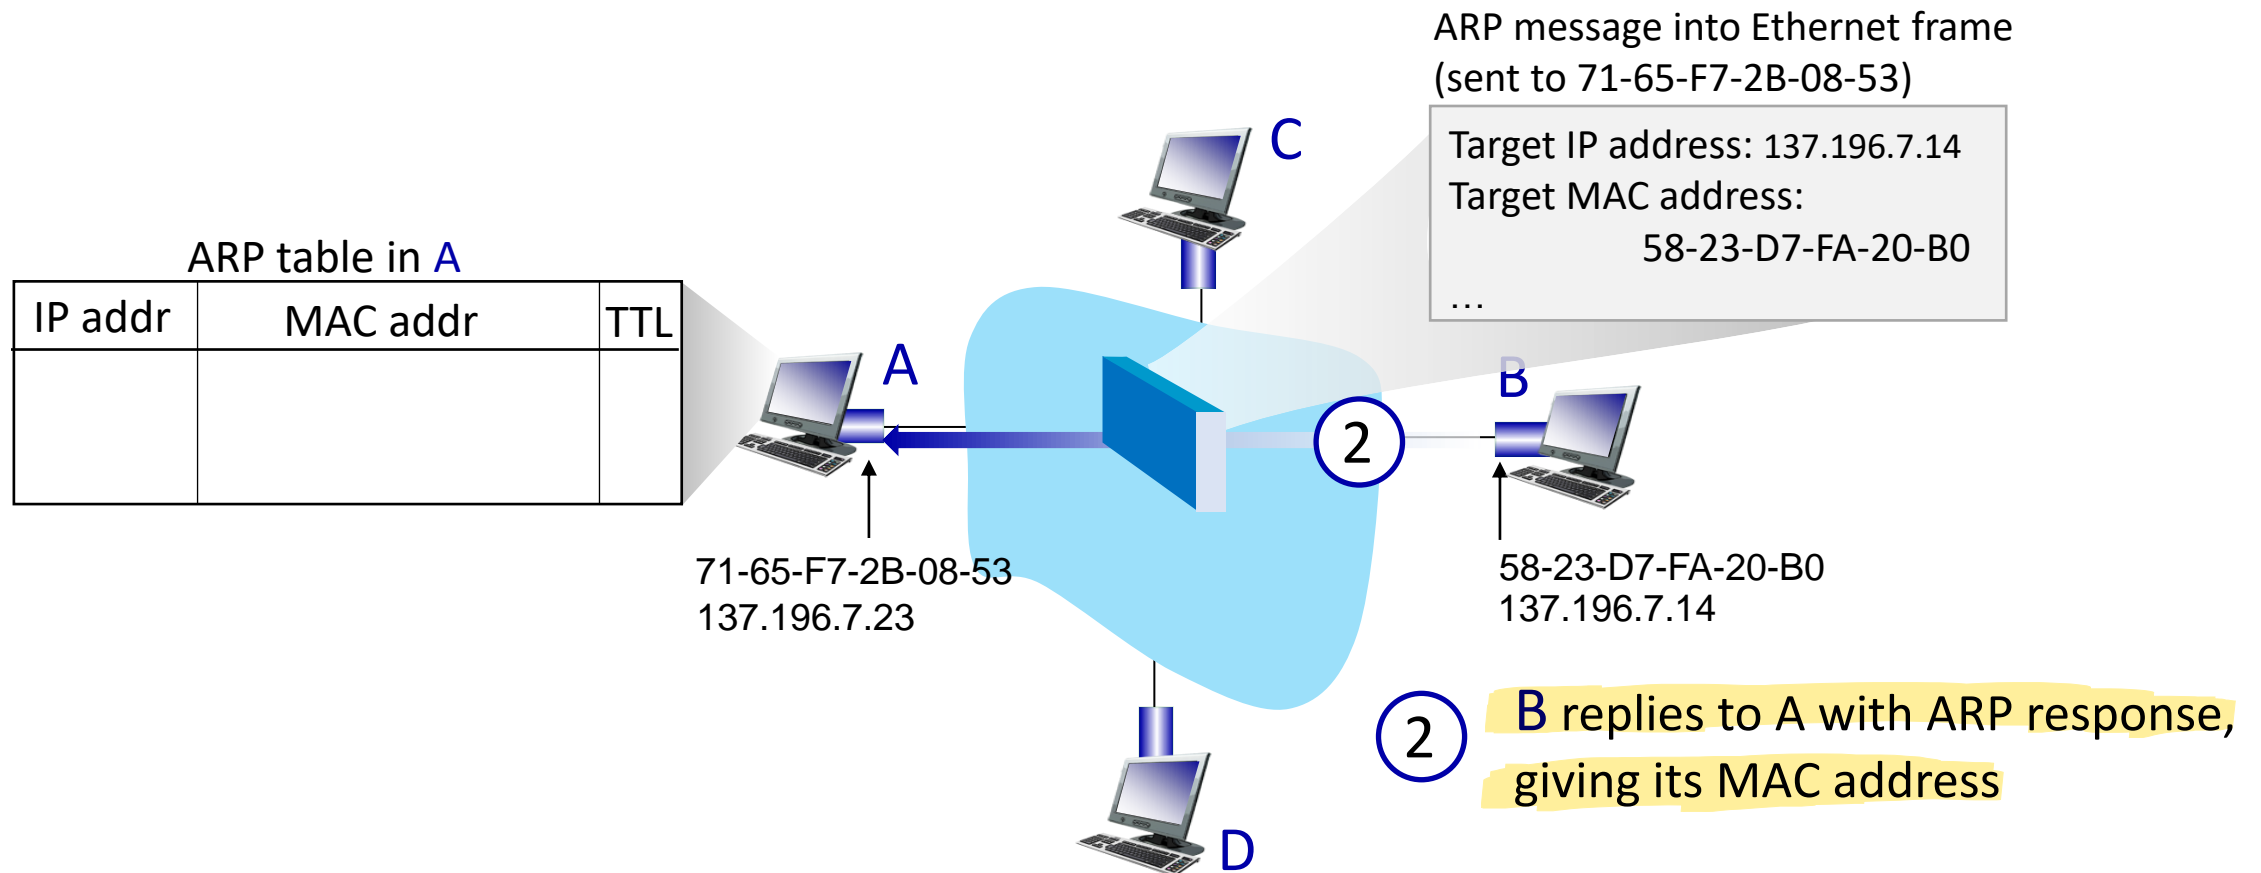 ARP message into Ethernet frame
(sent to 71-65-F7-2B-08-53)
Target IP address: 137.196.7.14
Target MAC address:
58-23-D7-FA-20-B0
...
C
ARP table in A
IP addr MAC addr TTL
A
B
2
71-65-F7-2B-08-53
137.196.7.23
58-23-D7-FA-20-B0
137.196.7.14
2
B replies to A with ARP response,
giving its MAC address
D